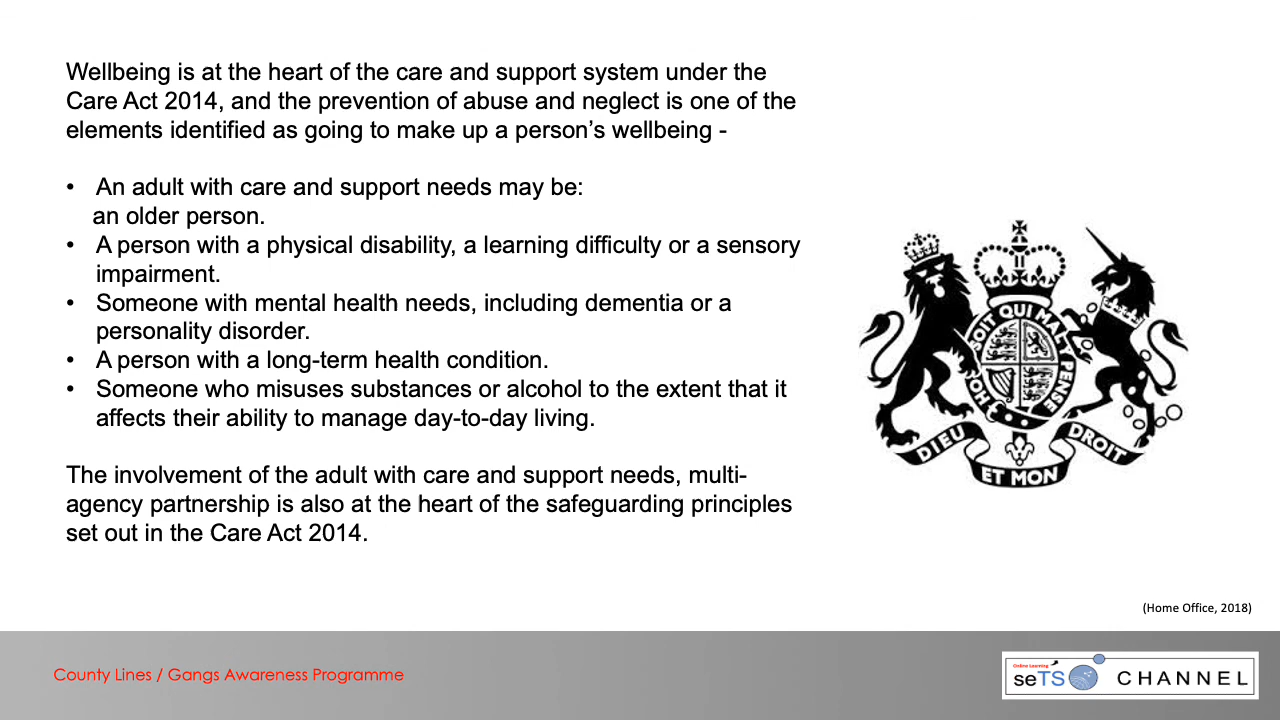 Wellbeing is at the heart of the care and support system under the
Care Act 2014, and the prevention of abuse and neglect is one of the
elements identified as going to make up a person’s wellbeing -
• An adult with care and support needs may be:
an older person.
• A person with a physical disability, a learning difficulty or a sensory
impairment.
• Someone with mental health needs, including dementia or a
personality disorder.
• A person with a long-term health condition.
• Someone who misuses substances or alcohol to the extent that it
affects their ability to manage day-to-day living.
The involvement of the adult with care and support needs, multi-
agency partnership is also at the heart of the safeguarding principles
set out in the Care Act 2014.
HONI SOIT QUI MAL Y PENSE
DIEU ET MON DROIT
(Home Office, 2018)
County Lines / Gangs Awareness Programme
Online Learning
seTS CHANNEL